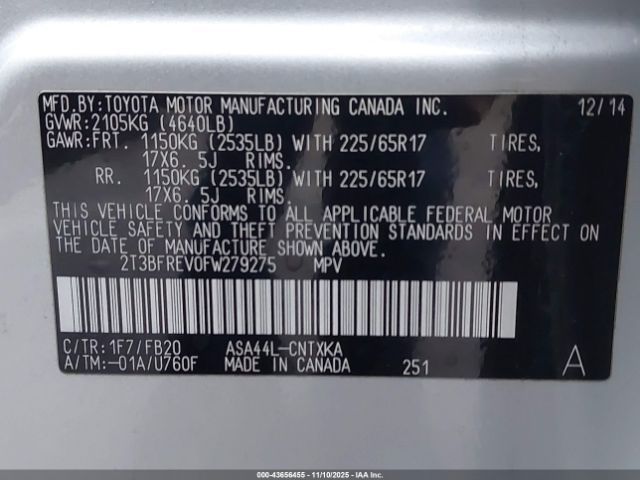 MFD.BY:TOYOTA MOTOR MANUFACTURING CANADA INC. 12/14
GVWR:2105KG (4640LB)
GAWR:FRT. 1150KG (2535LB) WITH 225/65R17 TIRES,
17X6. 5J RIMS.
RR. 1150KG (2535LB) WITH 225/65R17 TIRES,
17X6. 5J RIMS.
THIS VEHICLE CONFORMS TO ALL APPLICABLE FEDERAL MOTOR
VEHICLE SAFETY AND THEFT PREVENTION STANDARDS IN EFFECT ON
THE DATE OF MANUFACTURE SHOWN ABOVE.
2T3BFREV0FW279275 MPV
C/TR:1F7/FB20 ASA44L-CNTXKA
A/TM:-01A/U760F MADE IN CANADA 251 A
000-43656455 - 11/10/2025 - IAA Inc.